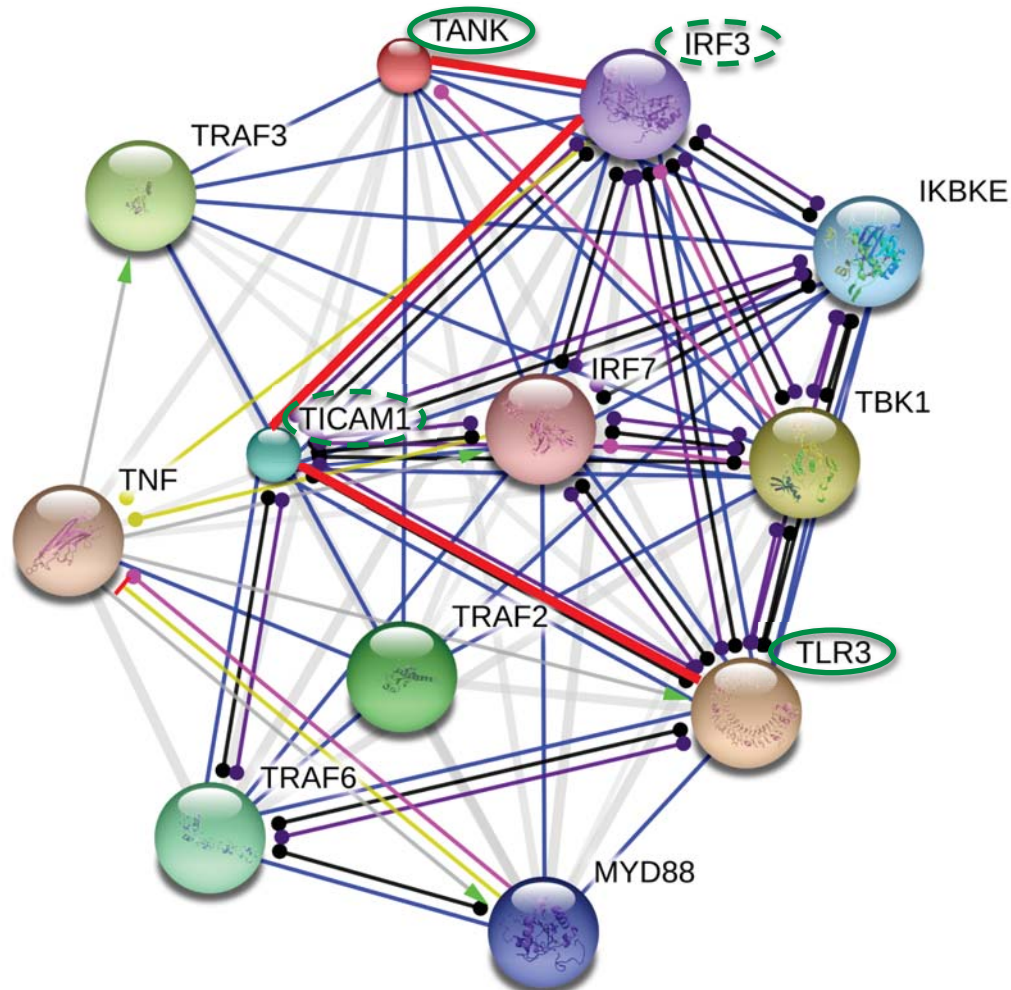 TANK
IRF3
TRAF3
IKBKE
IRF7
TBK1
TICAM1
TNF
TRAF2
TLR3
TRAF6
MYD88